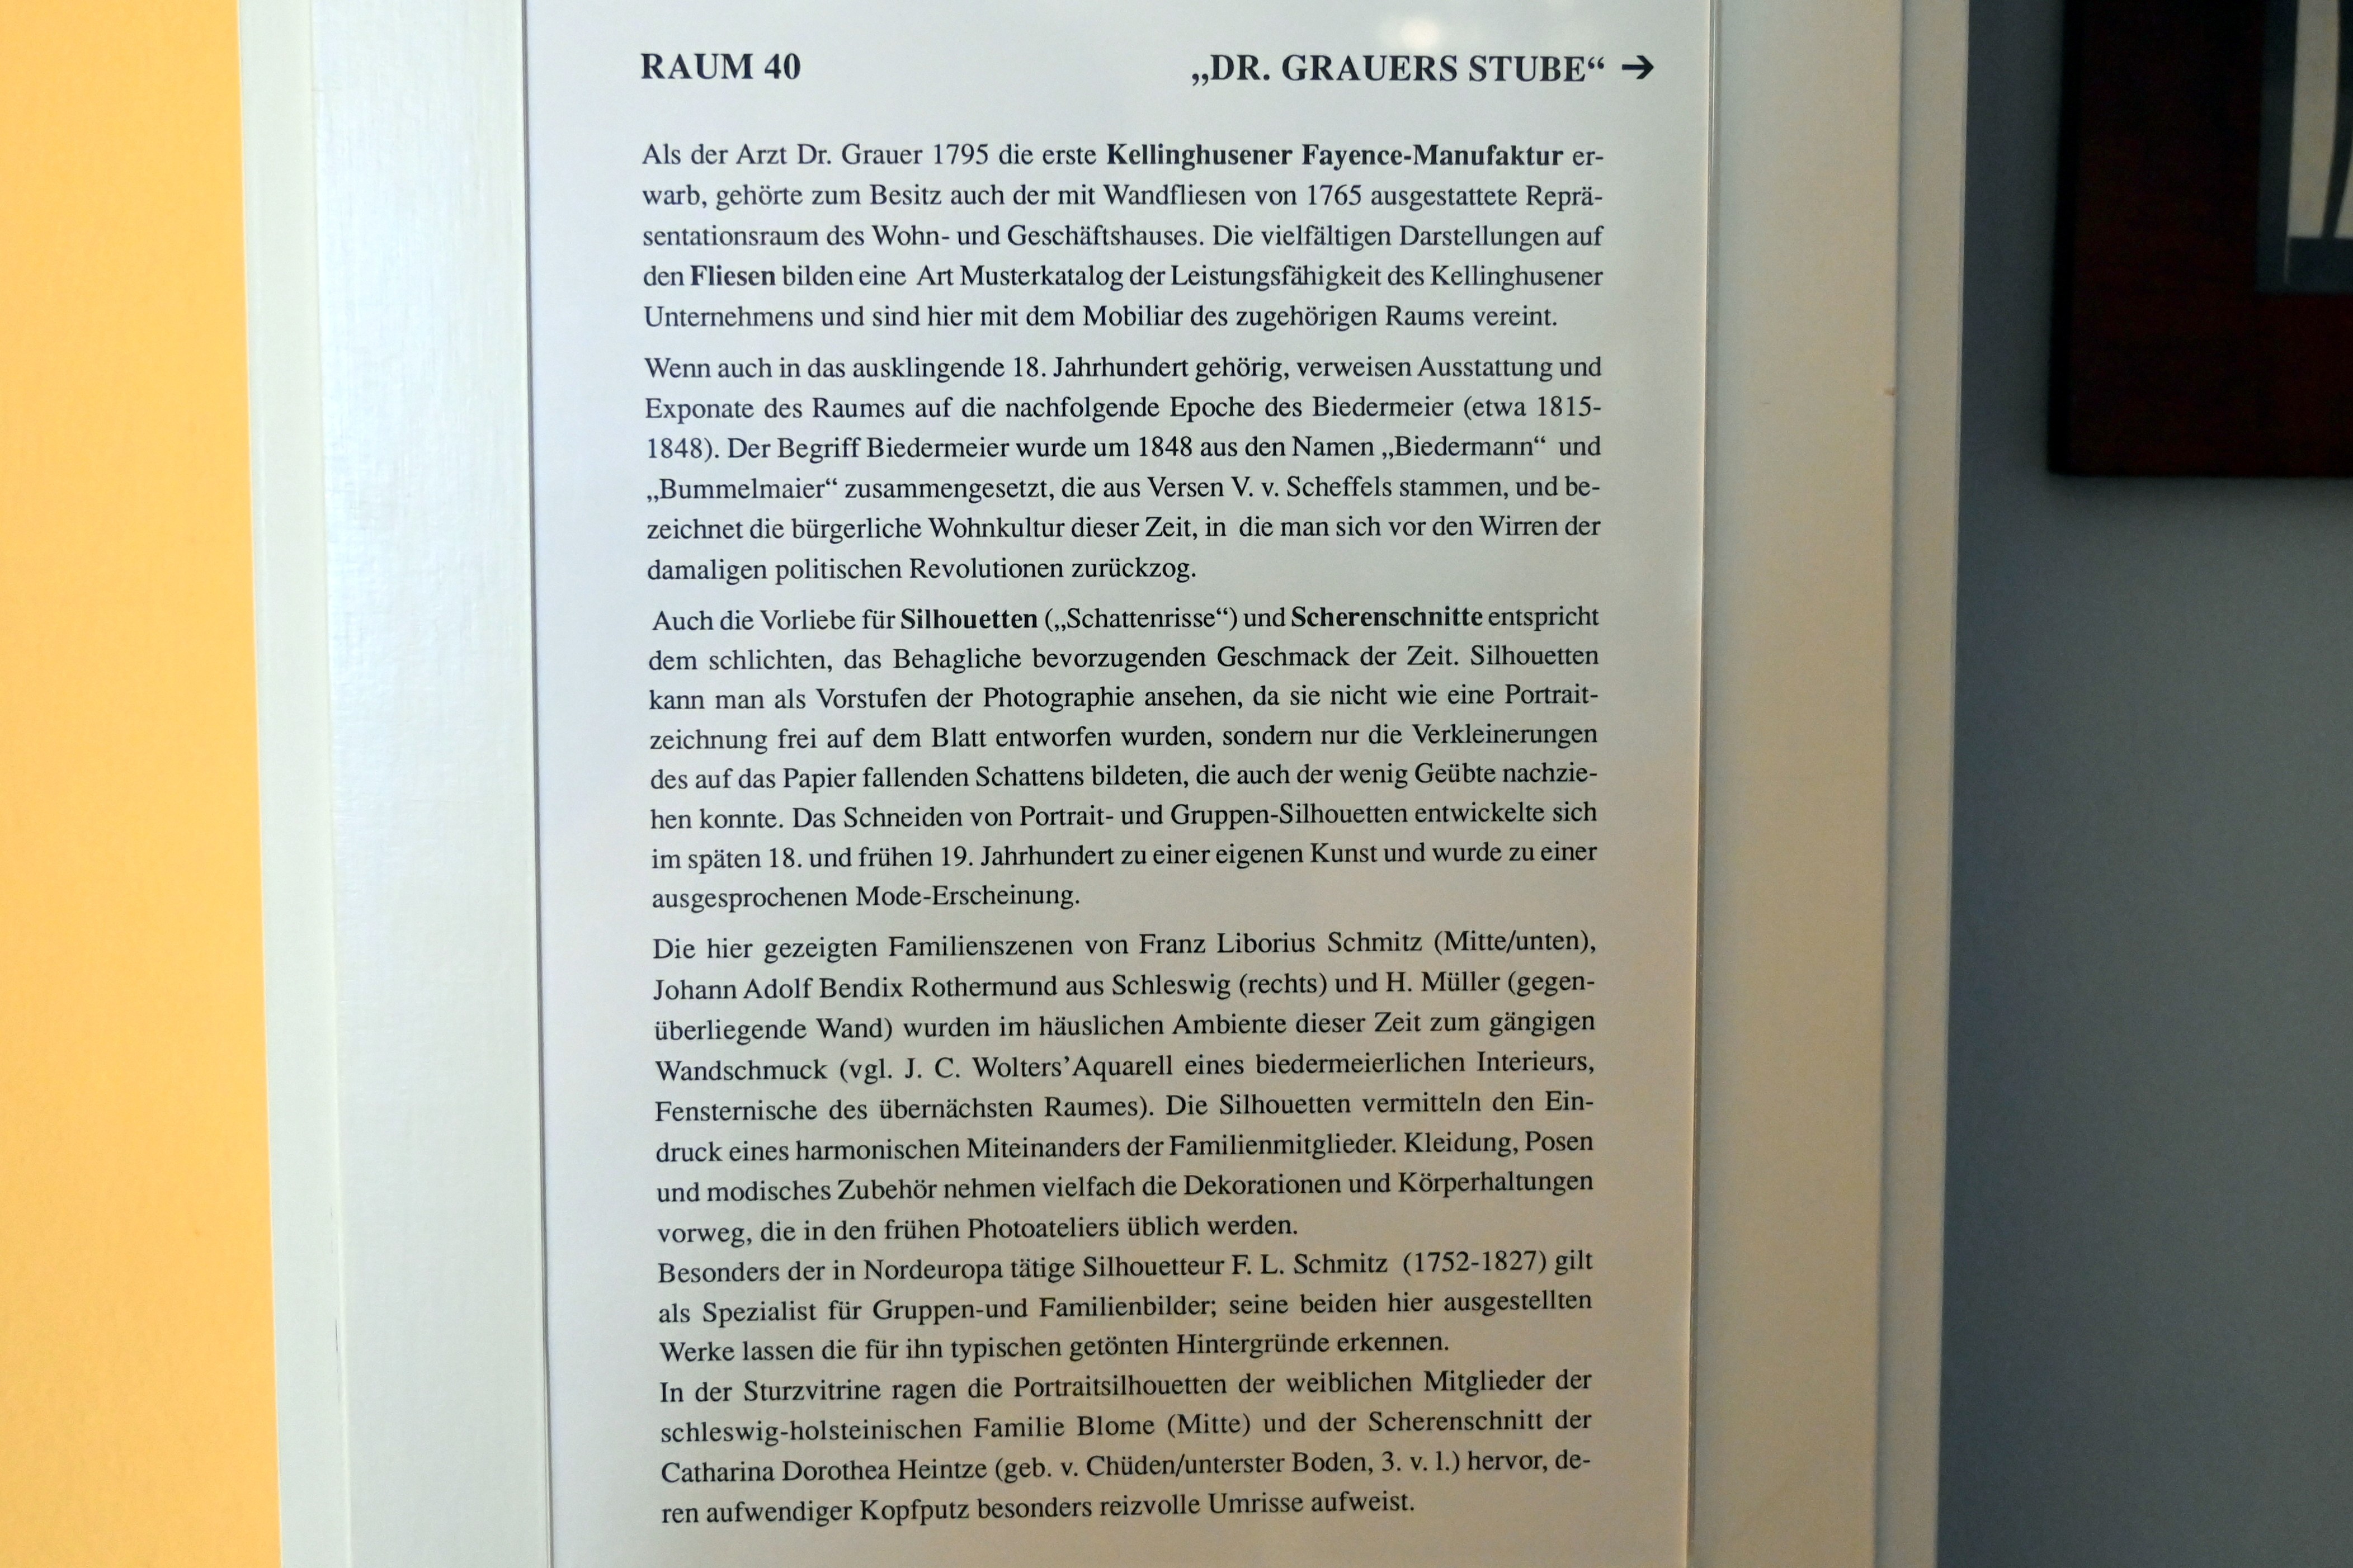 RAUM 40 „DR. GRAUERS STUBE“ →
Als der Arzt Dr. Grauer 1795 die erste Kellinghusener Fayence-Manufaktur er-
warb, gehörte zum Besitz auch der mit Wandfliesen von 1765 ausgestattete Reprä-
sentationsraum des Wohn- und Geschäftshauses. Die vielfältigen Darstellungen auf
den Fliesen bilden eine Art Musterkatalog der Leistungsfähigkeit des Kellinghusener
Unternehmens und sind hier mit dem Mobiliar des zugehörigen Raums vereint.
Wenn auch in das ausklingende 18. Jahrhundert gehörig, verweisen Ausstattung und
Exponate des Raumes auf die nachfolgende Epoche des Biedermeier (etwa 1815-
1848). Der Begriff Biedermeier wurde um 1848 aus den Namen „Biedermann“ und
„Bummelmaier“ zusammengesetzt, die aus Versen V. v. Scheffels stammen, und be-
zeichnet die bürgerliche Wohnkultur dieser Zeit, in die man sich vor den Wirren der
damaligen politischen Revolutionen zurückzog.
Auch die Vorliebe für Silhouetten („Schattenrisse“) und Scherenschnitte entspricht
dem schlichten, das Behagliche bevorzugenden Geschmack der Zeit. Silhouetten
kann man als Vorstufen der Photographie ansehen, da sie nicht wie eine Portrait-
zeichnung frei auf dem Blatt entworfen wurden, sondern nur die Verkleinerungen
des auf das Papier fallenden Schattens bildeten, die auch der wenig Geübte nachzie-
hen konnte. Das Schneiden von Portrait- und Gruppen-Silhouetten entwickelte sich
im späten 18. und frühen 19. Jahrhundert zu einer eigenen Kunst und wurde zu einer
ausgesprochenen Mode-Erscheinung.
Die hier gezeigten Familienszenen von Franz Liborius Schmitz (Mitte/unten),
Johann Adolf Bendix Rothermund aus Schleswig (rechts) und H. Müller (gegen-
überliegende Wand) wurden im häuslichen Ambiente dieser Zeit zum gängigen
Wandschmuck (vgl. J. C. Wolters’ Aquarell eines biedermeierlichen Interieurs,
Fensternische des übernächsten Raumes). Die Silhouetten vermitteln den Ein-
druck eines harmonischen Miteinanders der Familienmitglieder. Kleidung, Posen
und modisches Zubehör nehmen vielfach die Dekorationen und Körperhaltungen
vorweg, die in den frühen Photoateliers üblich werden.
Besonders der in Nordeuropa tätige Silhouetteur F. L. Schmitz (1752-1827) gilt
als Spezialist für Gruppen-und Familienbilder; seine beiden hier ausgestellten
Werke lassen die für ihn typischen getönten Hintergründe erkennen.
In der Sturzvitrine ragen die Portraitsilhouetten der weiblichen Mitglieder der
schleswig-holsteinischen Familie Blome (Mitte) und der Scherenschnitt der
Catharina Dorothea Heintze (geb. v. Chüden/unterster Boden, 3. v. l.) hervor, de-
ren aufwendiger Kopfputz besonders reizvolle Umrisse aufweist.